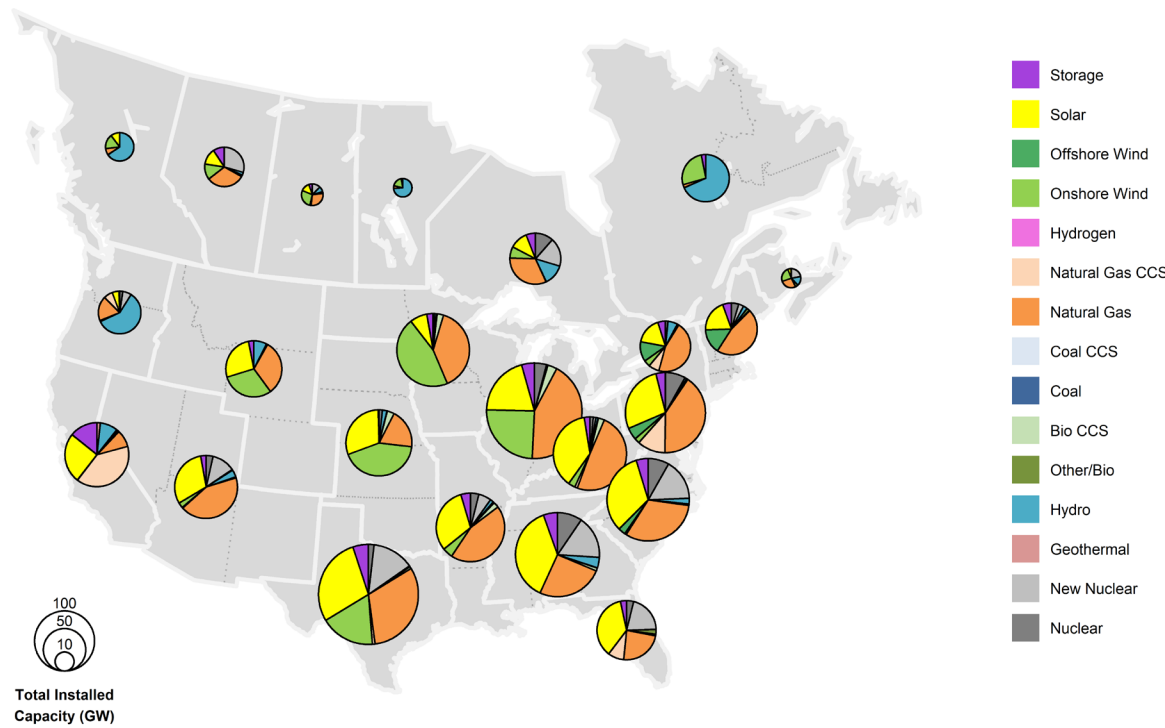 Storage
Solar
Offshore Wind
Onshore Wind
Hydrogen
Natural Gas CCS
Natural Gas
Coal CCS
Coal
Bio CCS
Other/Bio
Hydro
Geothermal
New Nuclear
Nuclear
100
50
10
Total Installed
Capacity (GW)